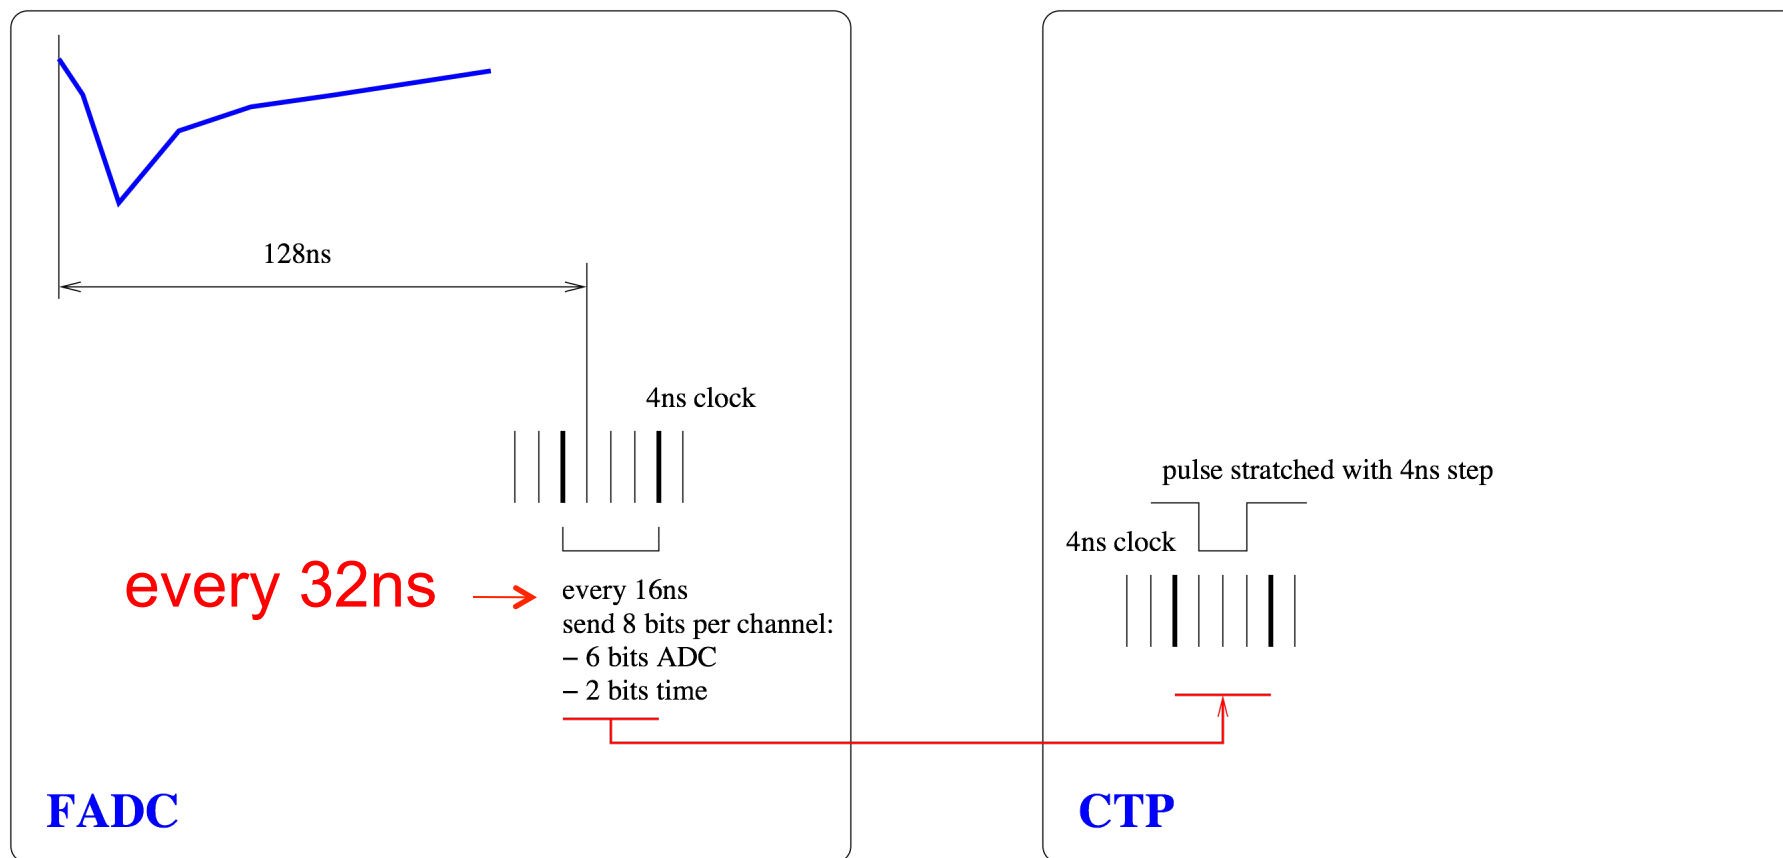 128ns
4ns clock
every 32ns
every 16ns
send 8 bits per channel:
– 6 bits ADC
– 2 bits time
FADC
pulse stratched with 4ns step
4ns clock
CTP